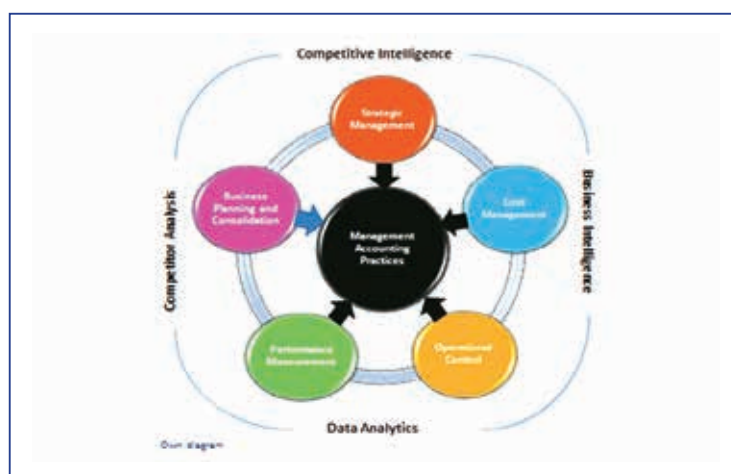 Competitive Intelligence
Strategic
Management
Business
Planning and
Consolidation
Cost
Management
Management
Accounting
Practices
Competitor Analysis
Business Intelligence
Performance
Measurement
Operational
Control
Data Analytics
Own diagram